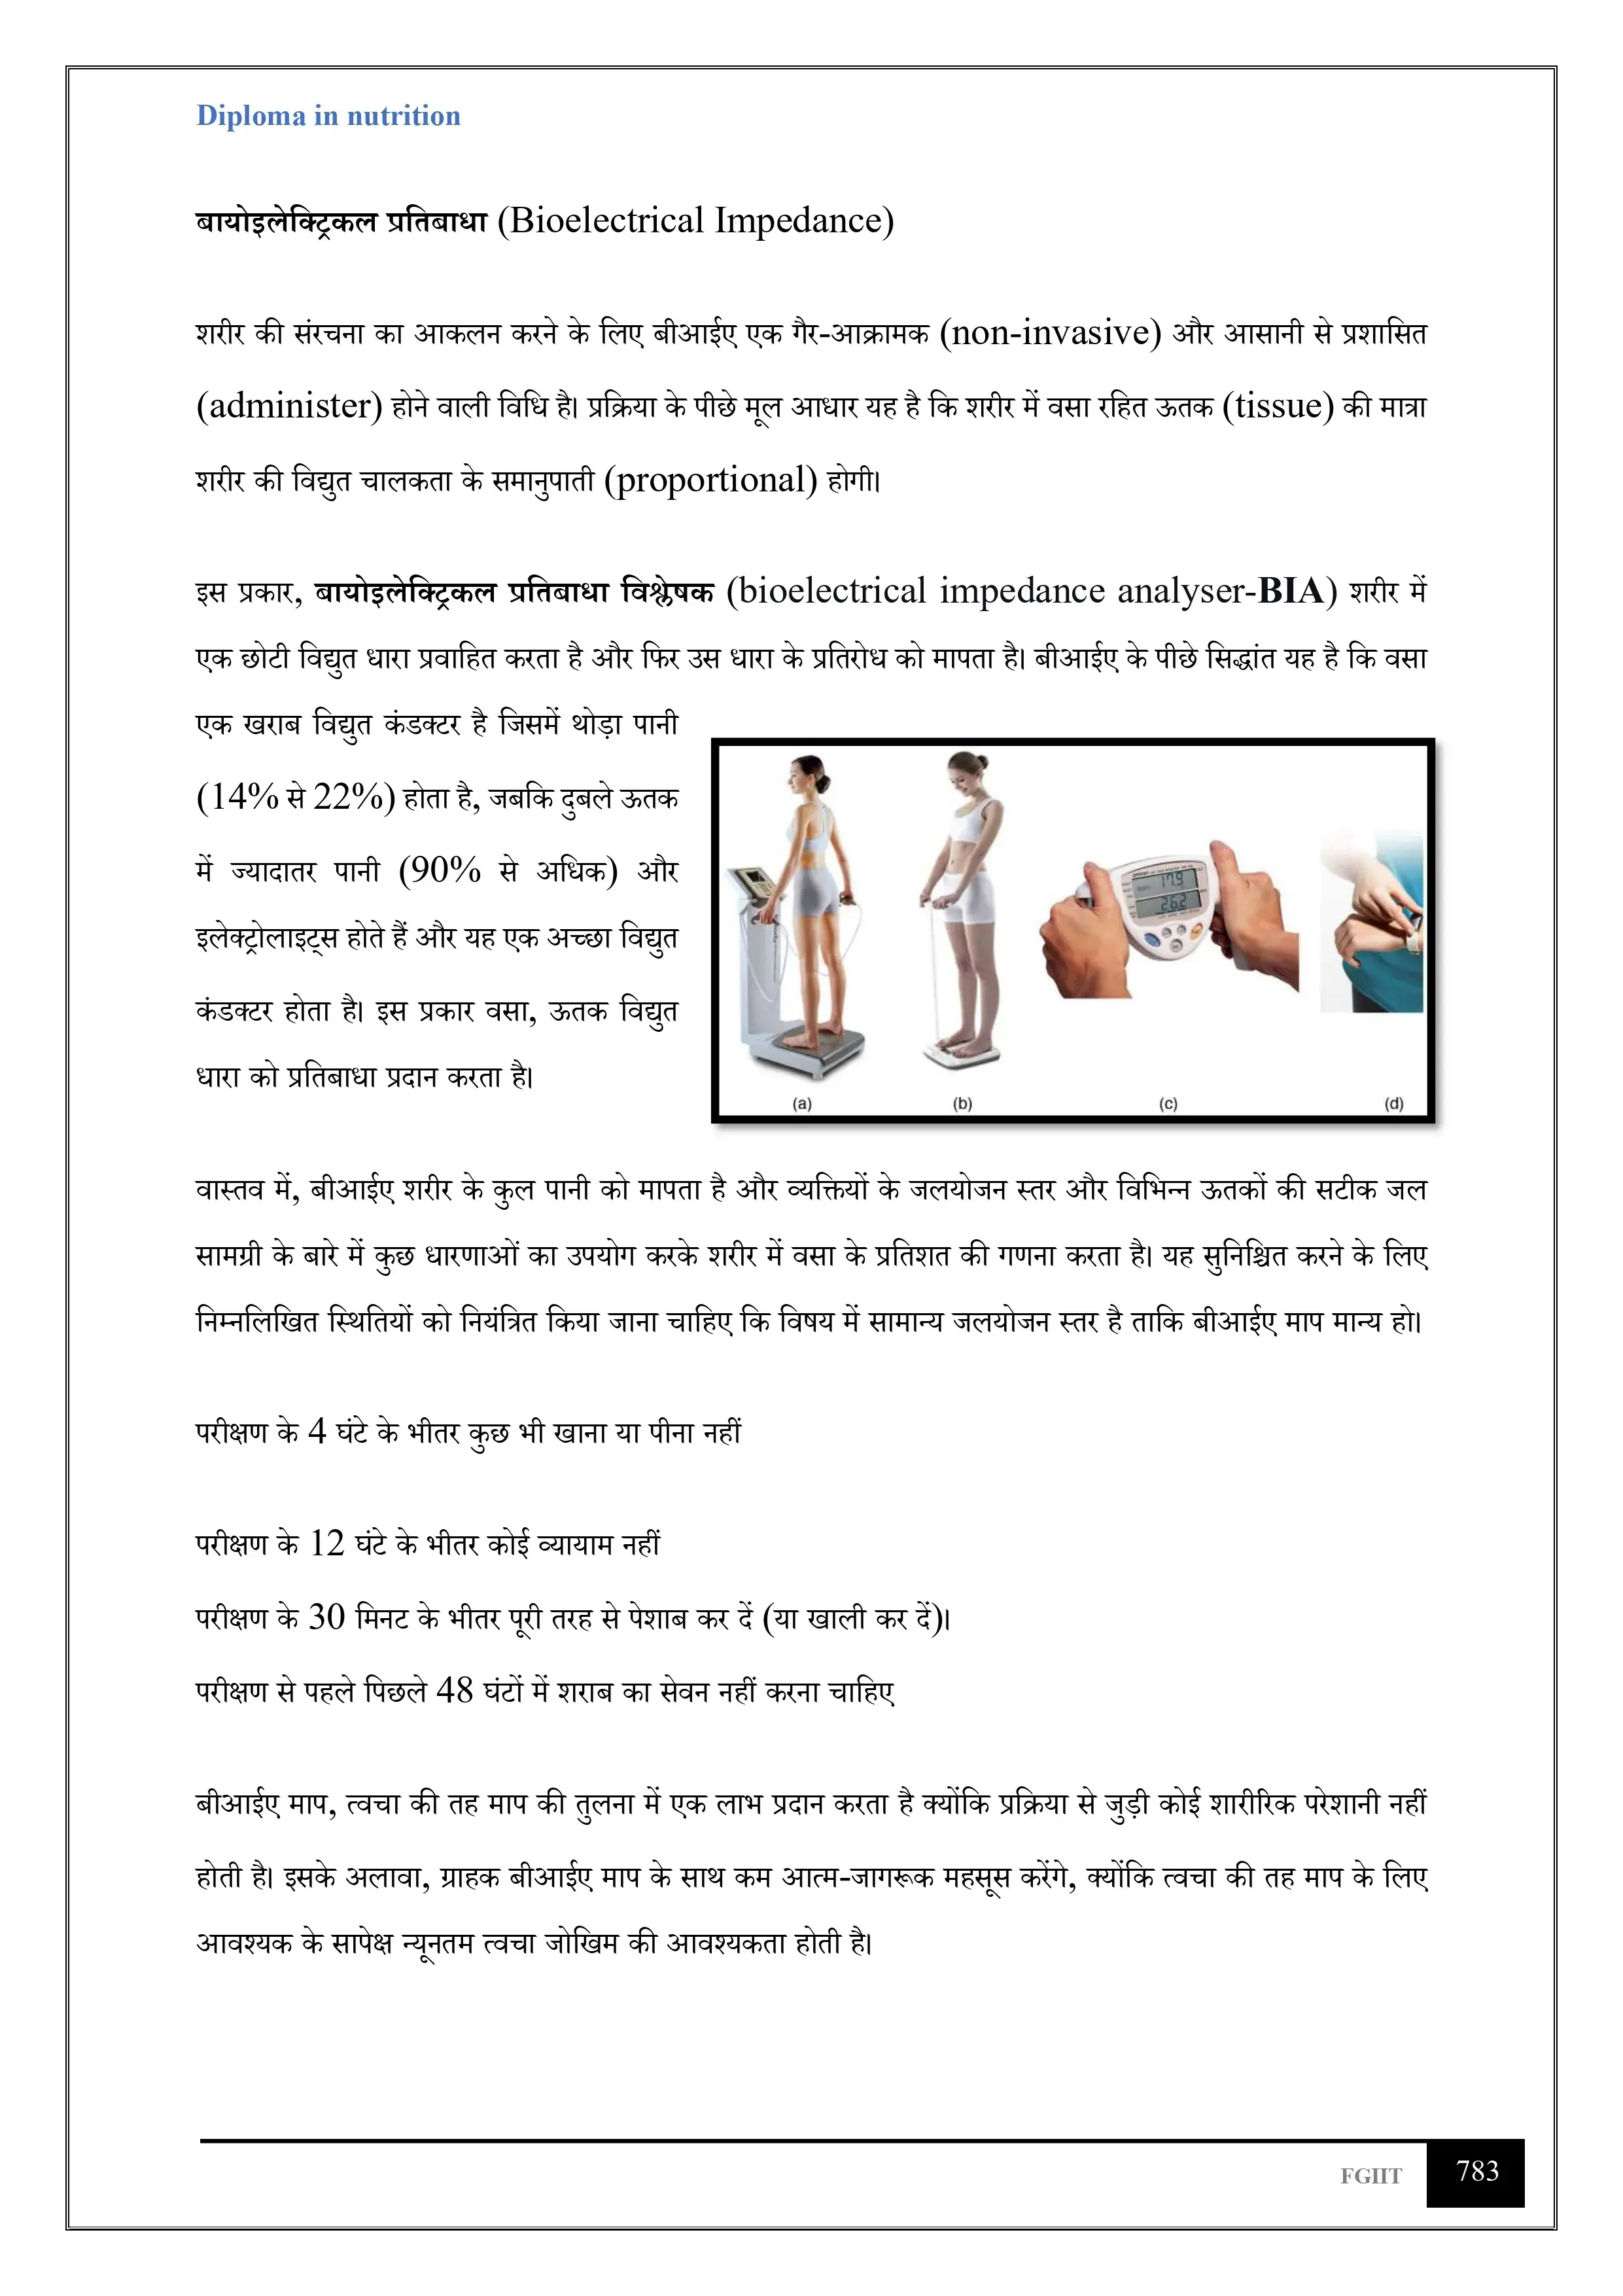 Diploma in nutrition
बायोइलेक्ट्रिकल प्रतिबाधा (Bioelectrical Impedance)
शरीर की संरचना का आकलन करने के लिए बीआईए एक गैर-आक्रामक (non-invasive) और आसानी से प्रशासित
(administer) होने वाली विधि है। प्रक्रिया के पीछे मूल आधार यह है कि शरीर में वसा रहित ऊतक (tissue) की मात्रा
शरीर की विद्युत चालकता के समानुपाती (proportional) होगी।
इस प्रकार, बायोइलेक्ट्रिकल प्रतिबाधा विश्लेषक (bioelectrical impedance analyser-BIA) शरीर में
एक छोटी विद्युत धारा प्रवाहित करता है और फिर उस धारा के प्रतिरोध को मापता है। बीआईए के पीछे सिद्धांत यह है कि वसा
एक खराब विद्युत कंडक्टर है जिसमें थोड़ा पानी
(14% से 22%) होता है, जबकि दुबले ऊतक
में ज्यादातर पानी (90% से अधिक) और
इलेक्ट्रोलाइट्स होते हैं और यह एक अच्छा विद्युत
कंडक्टर होता है। इस प्रकार वसा, ऊतक विद्युत
धारा को प्रतिबाधा प्रदान करता है।
17.9
26.2
(a) (b) (c) (d)
वास्तव में, बीआईए शरीर के कुल पानी को मापता है और व्यक्तियों के जलयोजन स्तर और विभिन्न ऊतकों की सटीक जल
सामग्री के बारे में कुछ धारणाओं का उपयोग करके शरीर में वसा के प्रतिशत की गणना करता है। यह सुनिश्चित करने के लिए
निम्नलिखित स्थितियों को नियंत्रित किया जाना चाहिए कि विषय में सामान्य जलयोजन स्तर है ताकि बीआईए माप मान्य हो।
परीक्षण के 4 घंटे के भीतर कुछ भी खाना या पीना नहीं
परीक्षण के 12 घंटे के भीतर कोई व्यायाम नहीं
परीक्षण के 30 मिनट के भीतर पूरी तरह से पेशाब कर दें (या खाली कर दें)।
परीक्षण से पहले पिछले 48 घंटों में शराब का सेवन नहीं करना चाहिए
बीआईए माप, त्वचा की तह माप की तुलना में एक लाभ प्रदान करता है क्योंकि प्रक्रिया से जुड़ी कोई शारीरिक परेशानी नहीं
होती है। इसके अलावा, ग्राहक बीआईए माप के साथ कम आत्म-जागरूक महसूस करेंगे, क्योंकि त्वचा की तह माप के लिए
आवश्यक के सापेक्ष न्यूनतम त्वचा जोखिम की आवश्यकता होती है।
FGIIT 783